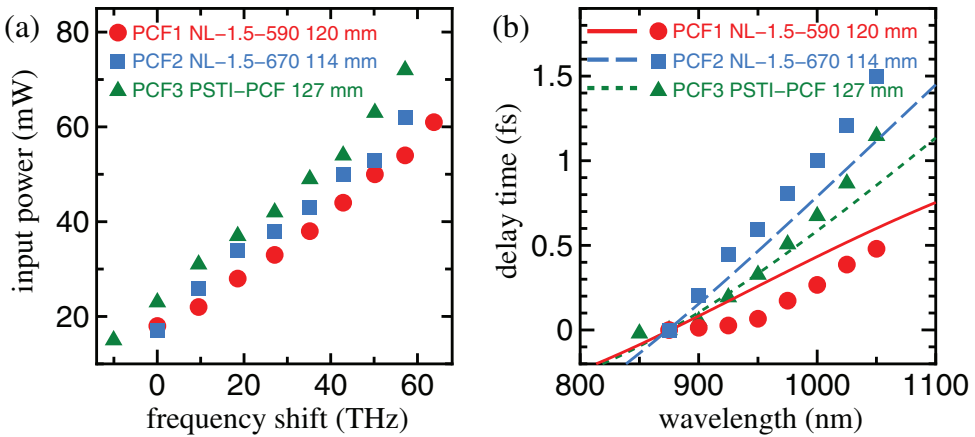 (a)
PCF1 NL−1.5−590 120 mm
PCF2 NL−1.5−670 114 mm
PCF3 PSTI−PCF 127 mm
input power (mW)
80
60
40
20
0 20 40 60
frequency shift (THz)
(b)
PCF1 NL−1.5−590 120 mm
PCF2 NL−1.5−670 114 mm
PCF3 PSTI−PCF 127 mm
delay time (fs)
1.5
1
0.5
0
800 900 1000 1100
wavelength (nm)